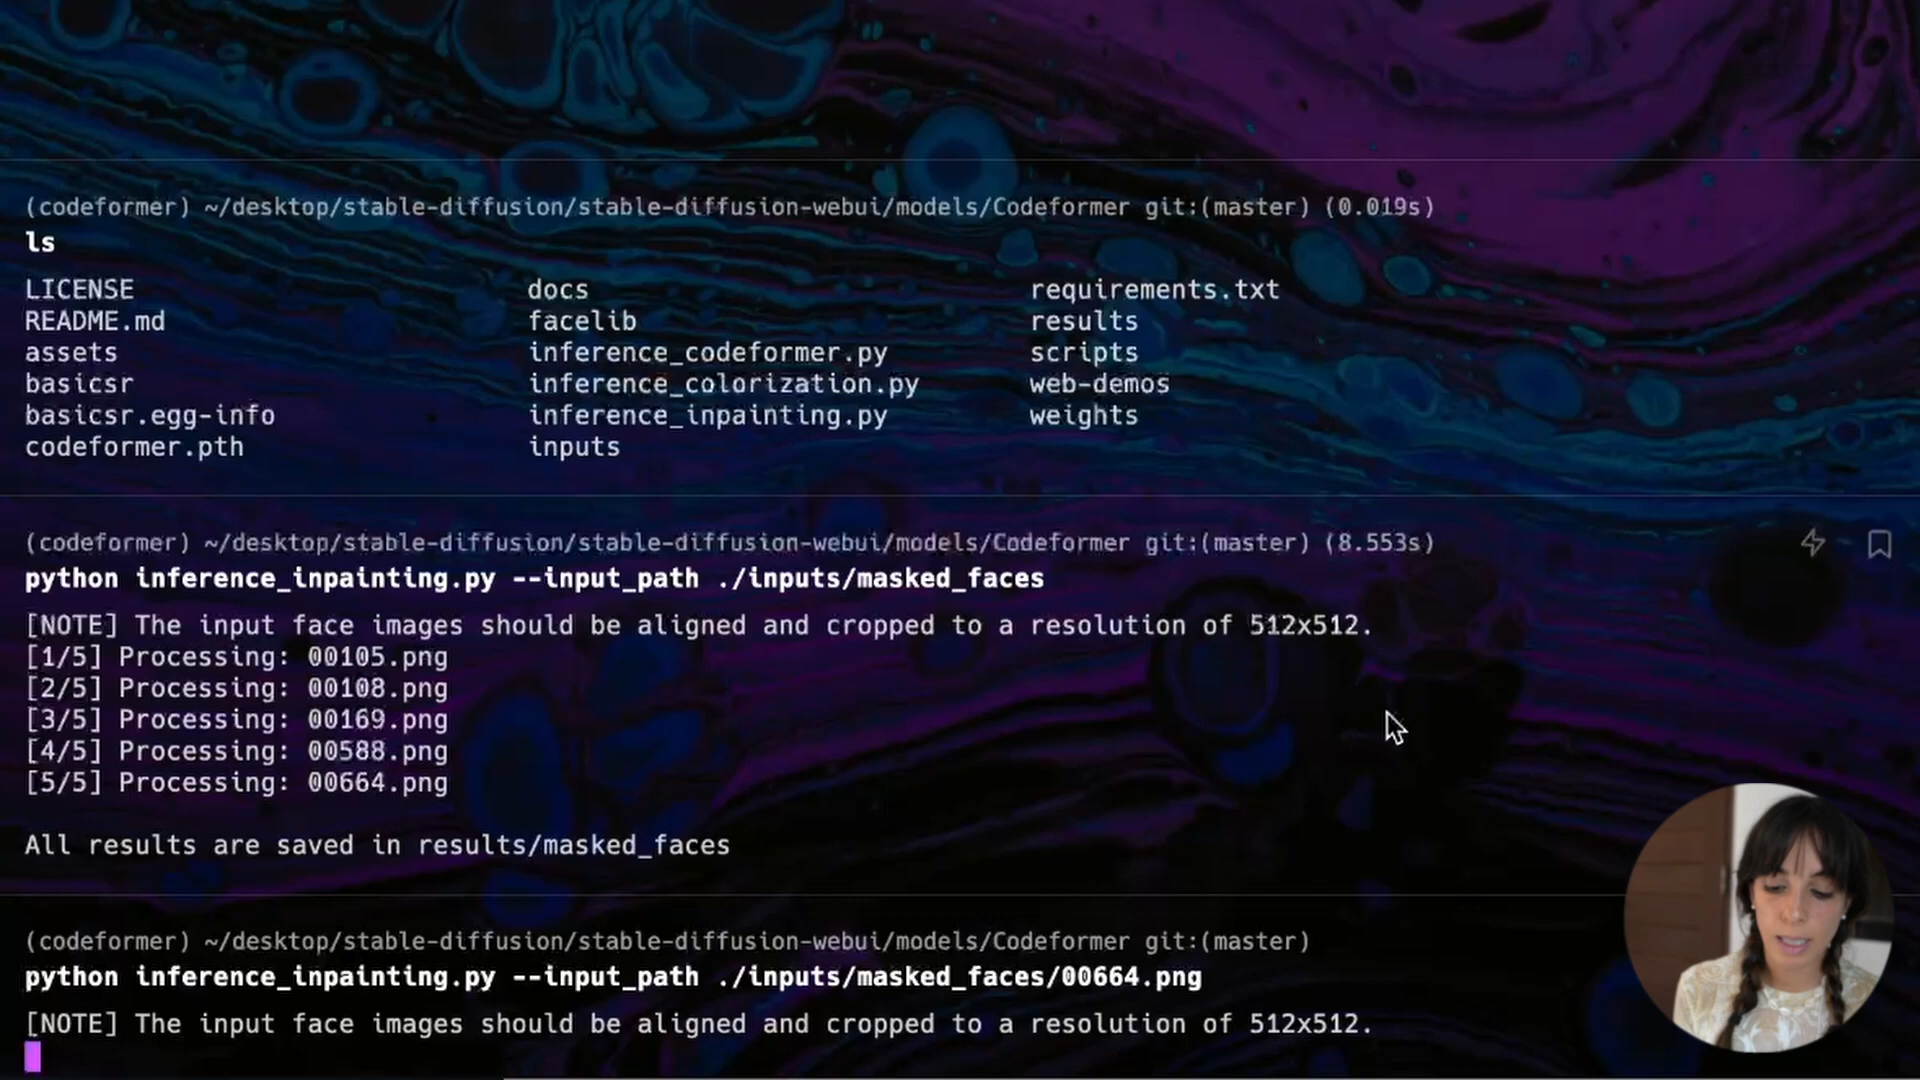 (codeformer) ~/desktop/stable-diffusion/stable-diffusion-webui/models/Codeformer git:(master) (0.019s)
ls
LICENSE docs requirements.txt
README.md facelib results
assets inference_codeformer.py scripts
basicsr inference_colorization.py web-demos
basicsr.egg-info inference_inpainting.py weights
codeformer.pth inputs
(codeformer) ~/desktop/stable-diffusion/stable-diffusion-webui/models/Codeformer git:(master) (8.553s)
python inference_inpainting.py --input_path ./inputs/masked_faces
[NOTE] The input face images should be aligned and cropped to a resolution of 512x512.
[1/5] Processing: 00105.png
[2/5] Processing: 00108.png
[3/5] Processing: 00169.png
[4/5] Processing: 00588.png
[5/5] Processing: 00664.png
All results are saved in results/masked_faces
(codeformer) ~/desktop/stable-diffusion/stable-diffusion-webui/models/Codeformer git:(master)
python inference_inpainting.py --input_path ./inputs/masked_faces/00664.png
[NOTE] The input face images should be aligned and cropped to a resolution of 512x512.